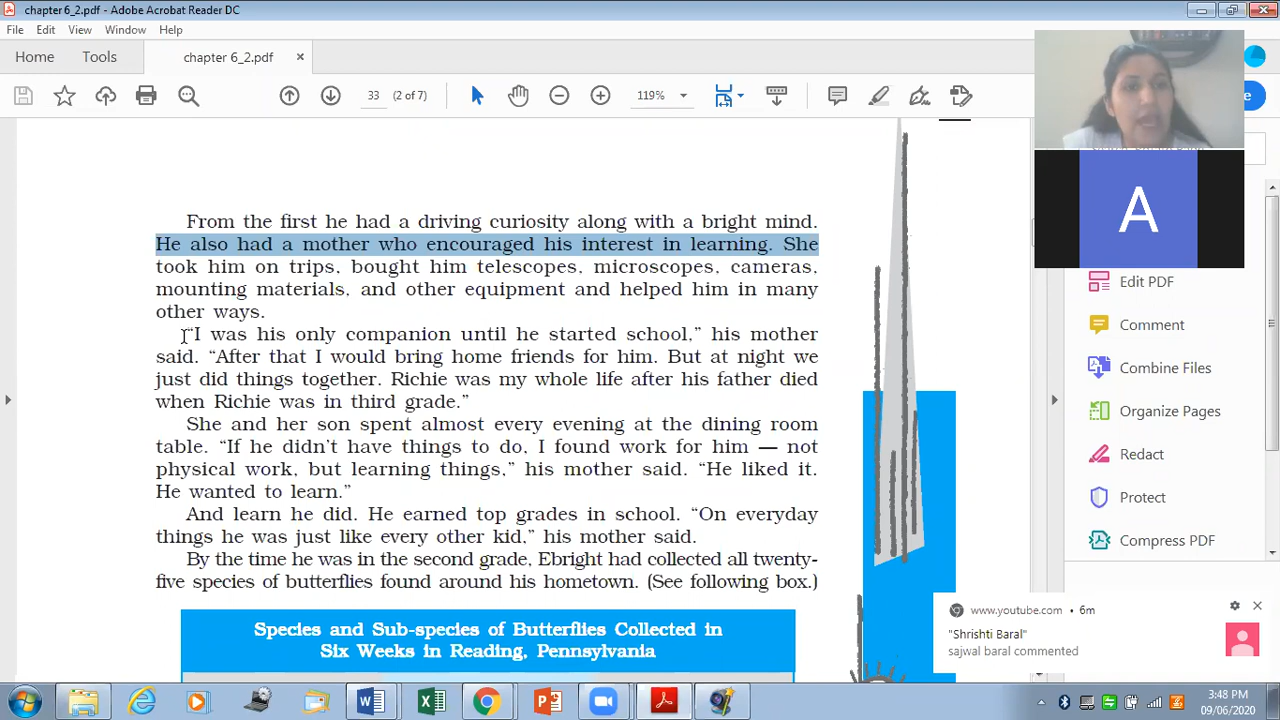 chapter 6_2.pdf - Adobe Acrobat Reader DC
File Edit View Window Help
Home Tools chapter 6_2.pdf ×
33 (2 of 7) 119%
From the first he had a driving curiosity along with a bright mind.
He also had a mother who encouraged his interest in learning. She
took him on trips, bought him telescopes, microscopes, cameras,
mounting materials, and other equipment and helped him in many
other ways.
“I was his only companion until he started school,” his mother
said. “After that I would bring home friends for him. But at night we
just did things together. Richie was my whole life after his father died
when Richie was in third grade.”
She and her son spent almost every evening at the dining room
table. “If he didn’t have things to do, I found work for him — not
physical work, but learning things,” his mother said. “He liked it.
He wanted to learn.”
And learn he did. He earned top grades in school. “On everyday
things he was just like every other kid,” his mother said.
By the time he was in the second grade, Ebright had collected all twenty-
five species of butterflies found around his hometown. (See following box.)
Species and Sub-species of Butterflies Collected in
Six Weeks in Reading, Pennsylvania
A
Edit PDF
Comment
Combine Files
Organize Pages
Redact
Protect
Compress PDF
www.youtube.com • 6m
"Shrishti Baral"
sajwal baral commented
3:48 PM
09/06/2020